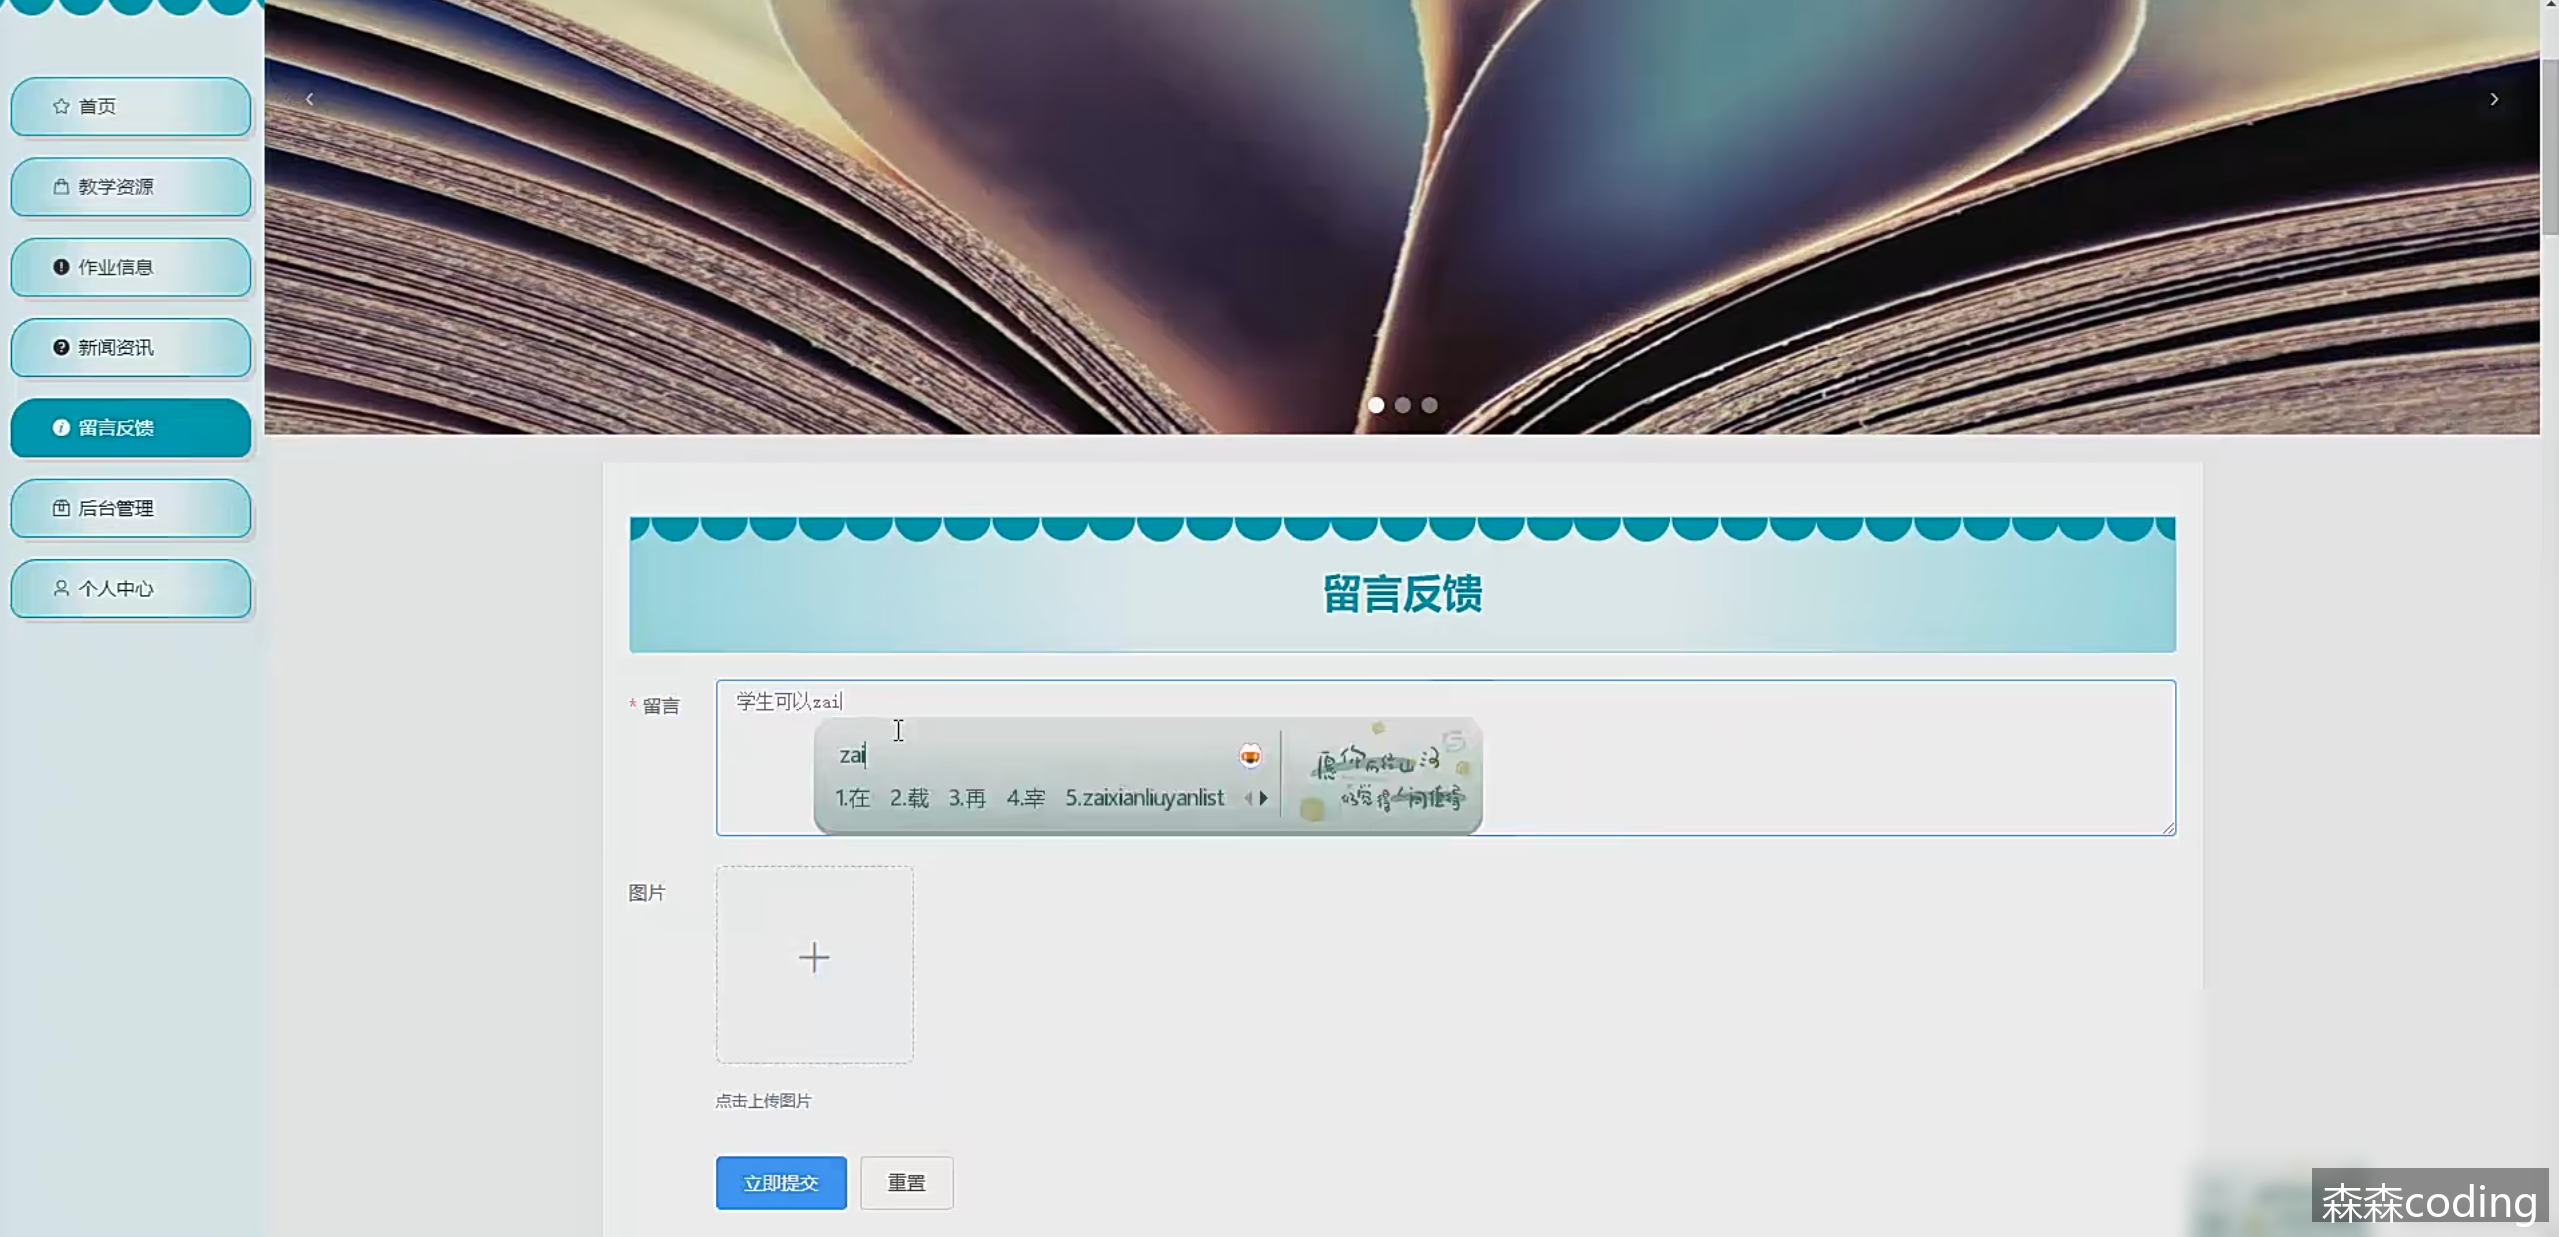 首页
教学资源
作业信息
新闻资讯
留言反馈
后台管理
个人中心
留言反馈
* 留言
学生可以zai
zai
1.在 2.载 3.再 4.宰 5.zaixianliuyanlist
图片
点击上传图片
立即提交
重置
森森coding